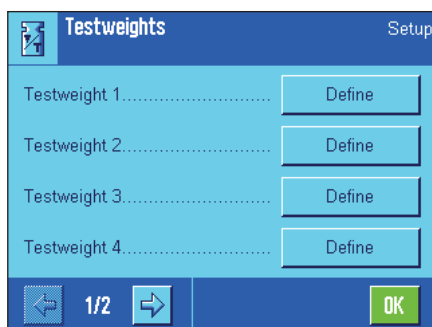 Testweights Setup
Testweight 1.......................... Define
Testweight 2.......................... Define
Testweight 3.......................... Define
Testweight 4.......................... Define
1/2 OK